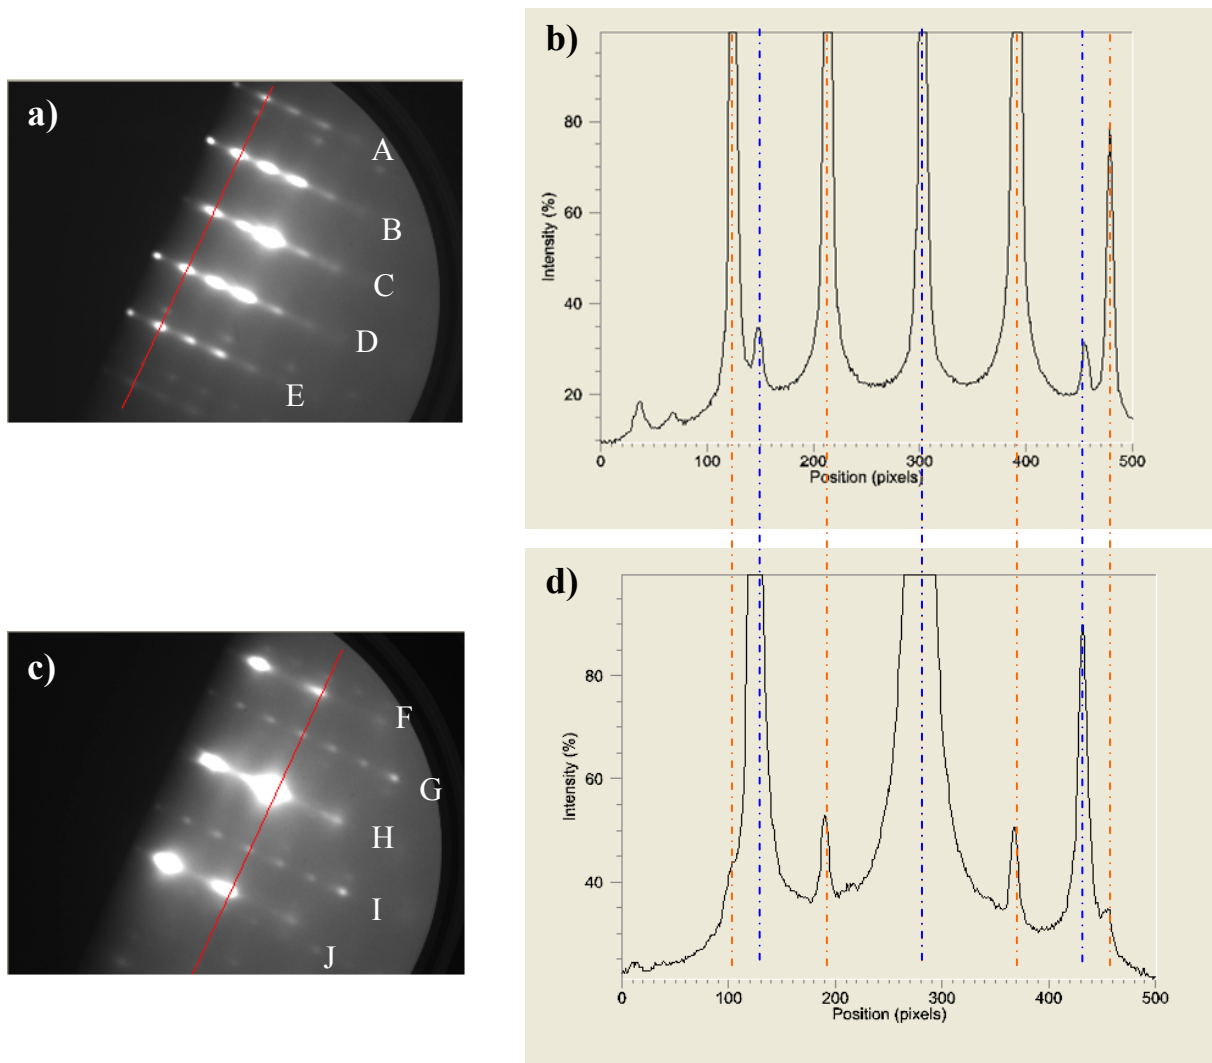 a)
A
B
C
D
E
b)
Intensity (%)
80
60
40
20
0
100
200
300
400
500
Position (pixels)
c)
F
G
H
I
J
d)
Intensity (%)
80
60
40
0
100
200
300
400
500
Position (pixels)